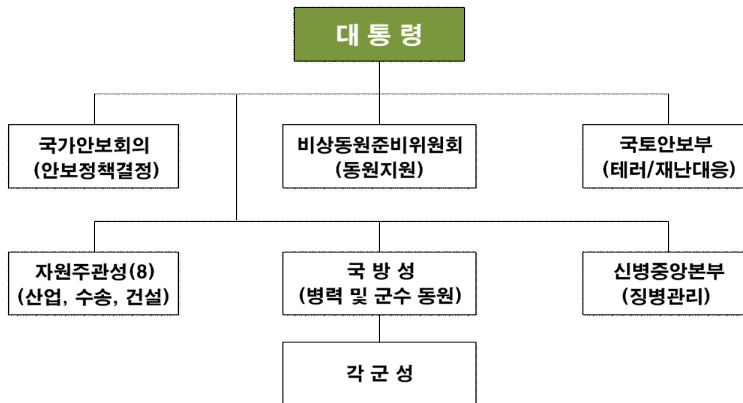 대 통 령
국가안보회의
(안보정책결정)
비상동원준비위원회
(동원지원)
국토안보부
(테러/재난대응)
자원주관성(8)
(산업, 수송, 건설)
국 방 성
(병력 및 군수 동원)
신병중앙본부
(징병관리)
각 군 성